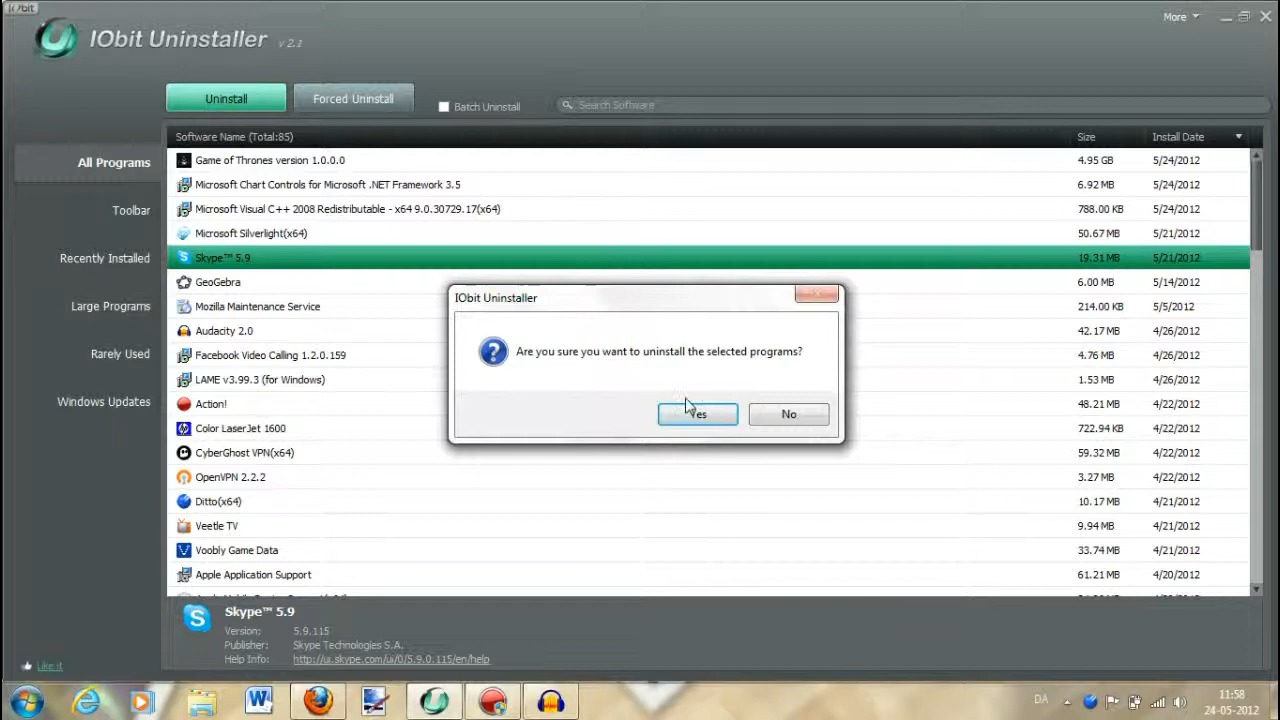 IObit
IObit Uninstaller v 2.1
More
Uninstall
Forced Uninstall
Batch Uninstall
Search Software
Software Name (Total:85) Size Install Date
All Programs
Toolbar
Recently Installed
Large Programs
Rarely Used
Windows Updates
Game of Thrones version 1.0.0.0 4.95 GB 5/24/2012
Microsoft Chart Controls for Microsoft .NET Framework 3.5 6.92 MB 5/24/2012
Microsoft Visual C++ 2008 Redistributable - x64 9.0.30729.17(x64) 788.00 KB 5/24/2012
Microsoft Silverlight(x64) 50.67 MB 5/21/2012
Skype™ 5.9 19.31 MB 5/21/2012
GeoGebra 6.00 MB 5/14/2012
Mozilla Maintenance Service 214.00 KB 5/5/2012
Audacity 2.0 42.17 MB 4/26/2012
Facebook Video Calling 1.2.0.159 4.76 MB 4/26/2012
LAME v3.99.3 (for Windows) 1.53 MB 4/26/2012
Action! 48.21 MB 4/22/2012
Color LaserJet 1600 722.94 KB 4/22/2012
CyberGhost VPN(x64) 59.32 MB 4/22/2012
OpenVPN 2.2.2 3.27 MB 4/22/2012
Ditto(x64) 10.17 MB 4/21/2012
Veetle TV 9.94 MB 4/21/2012
Voobly Game Data 33.74 MB 4/21/2012
Apple Application Support 61.21 MB 4/20/2012
IObit Uninstaller
Are you sure you want to uninstall the selected programs?
Yes
No
Skype™ 5.9
Version: 5.9.115
Publisher: Skype Technologies S.A.
Help Info: http://ui.skype.com/ui/0/5.9.0.115/en/help
Like it
DA
11:58
24-05-2012